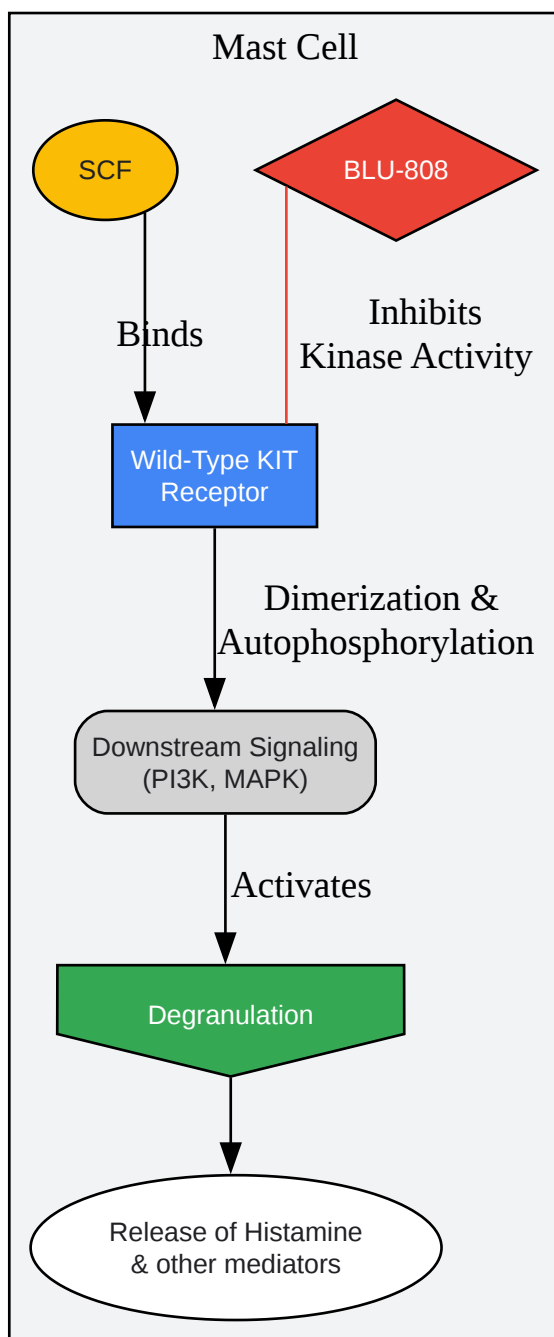 Mast Cell
SCF
BLU-808
Binds
Inhibits
Kinase Activity
Wild-Type KIT
Receptor
Dimerization &
Autophosphorylation
Downstream Signaling
(PI3K, MAPK)
Activates
Degranulation
Release of Histamine
& other mediators